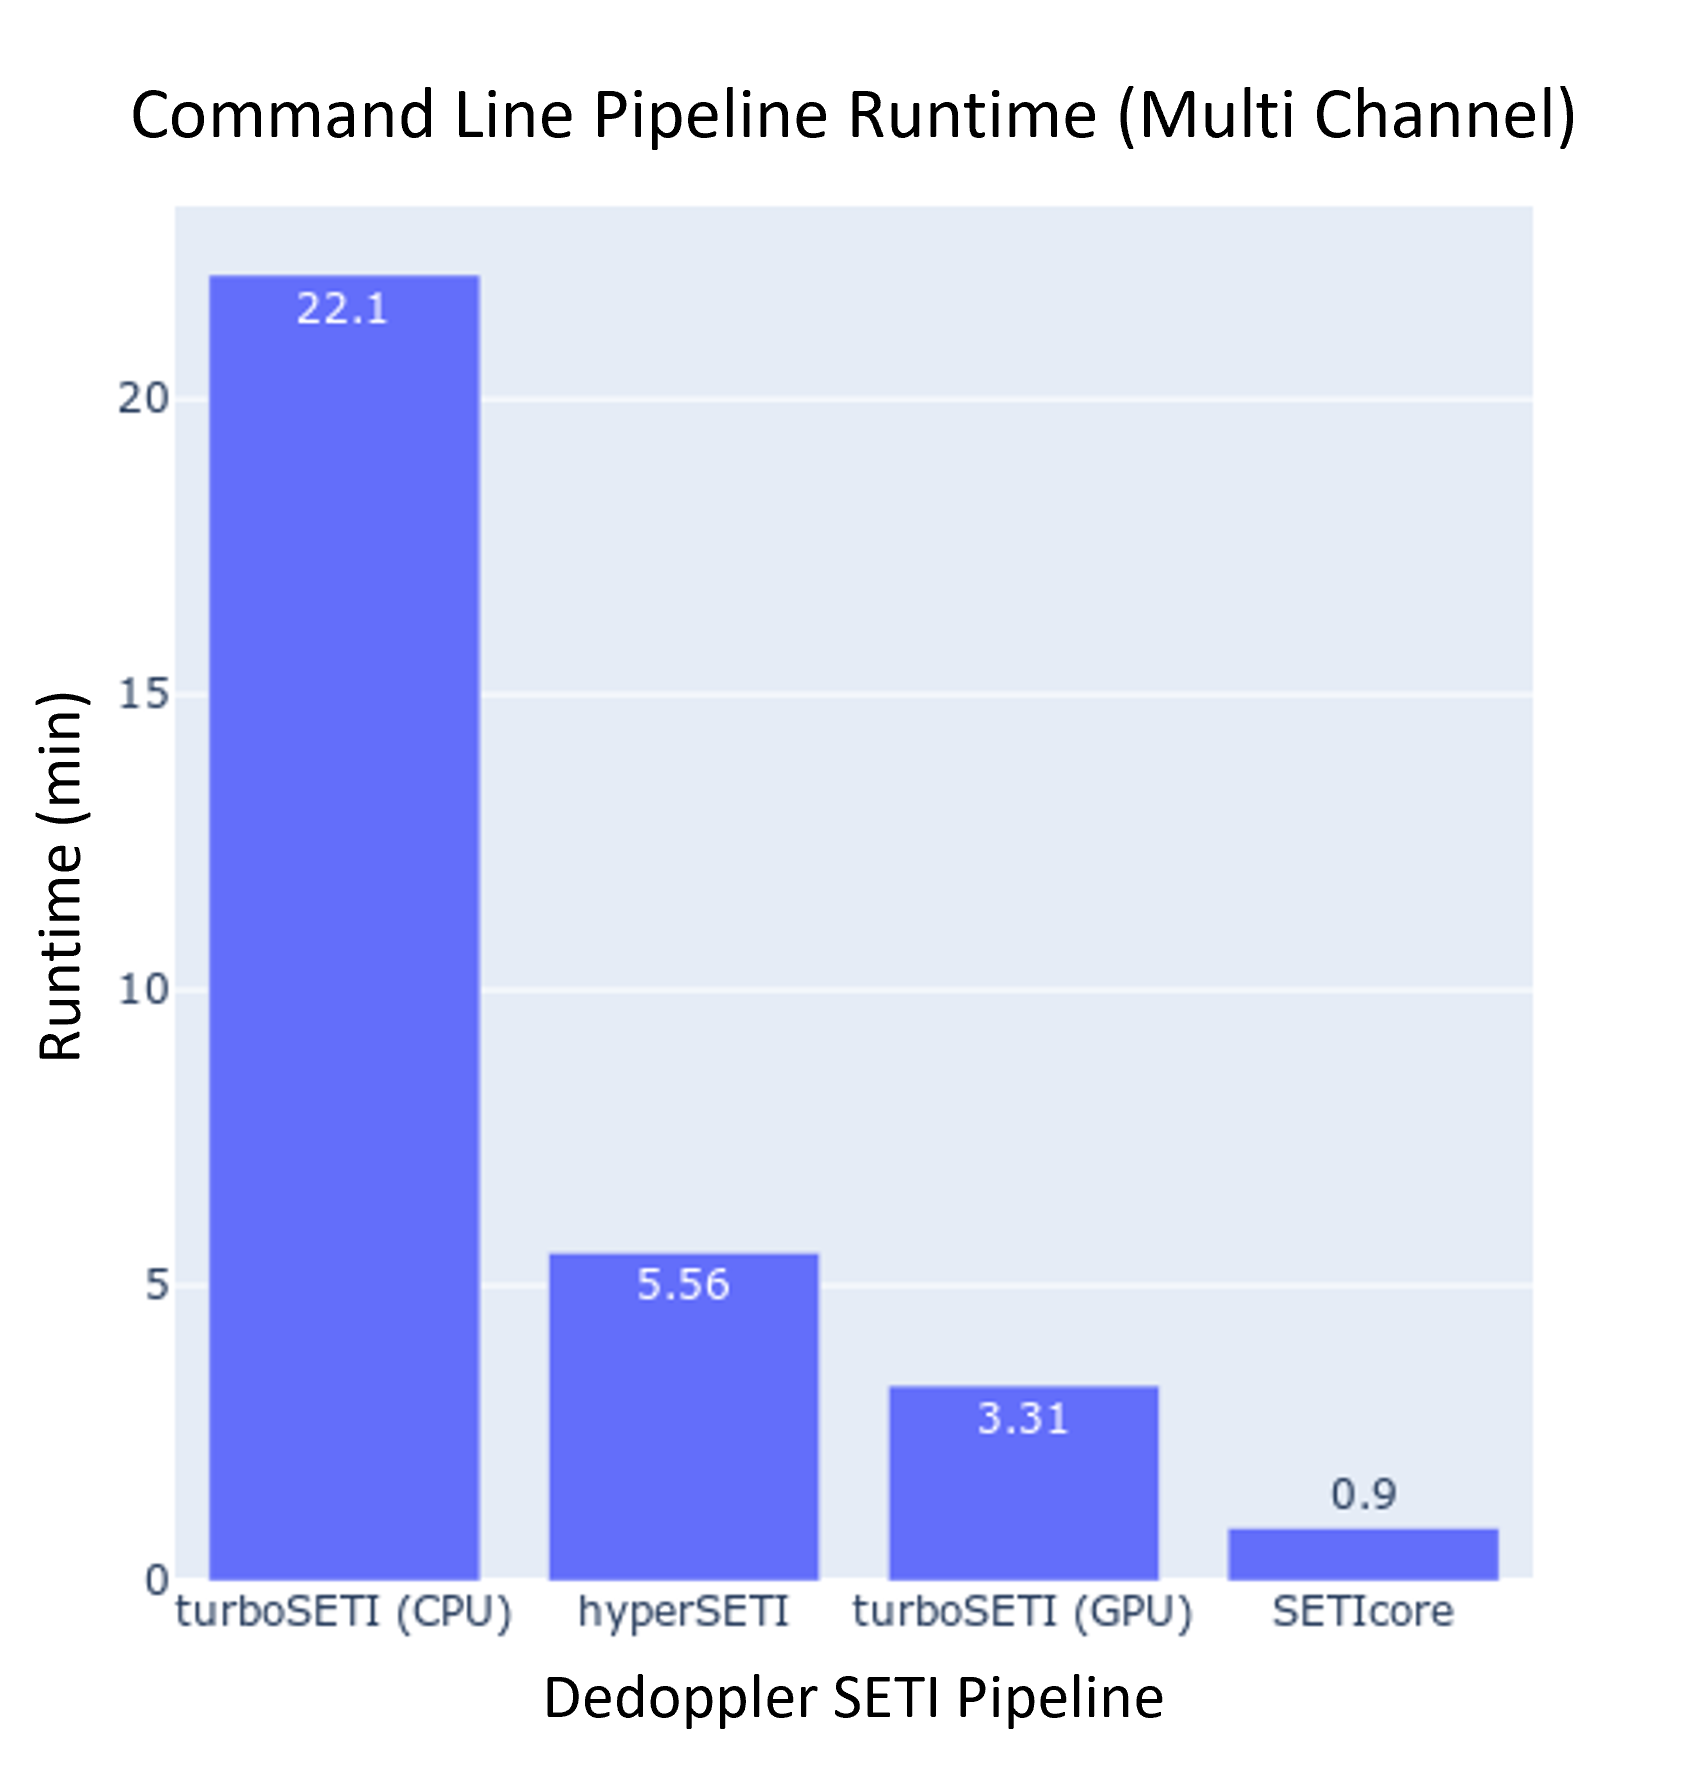 Command Line Pipeline Runtime (Multi Channel)
22.1
20
15
Runtime (min)
10
5.56
5
3.31
0.9
0
turboSETI (CPU)
hyperSETI
turboSETI (GPU)
SETIcore
Dedoppler SETI Pipeline